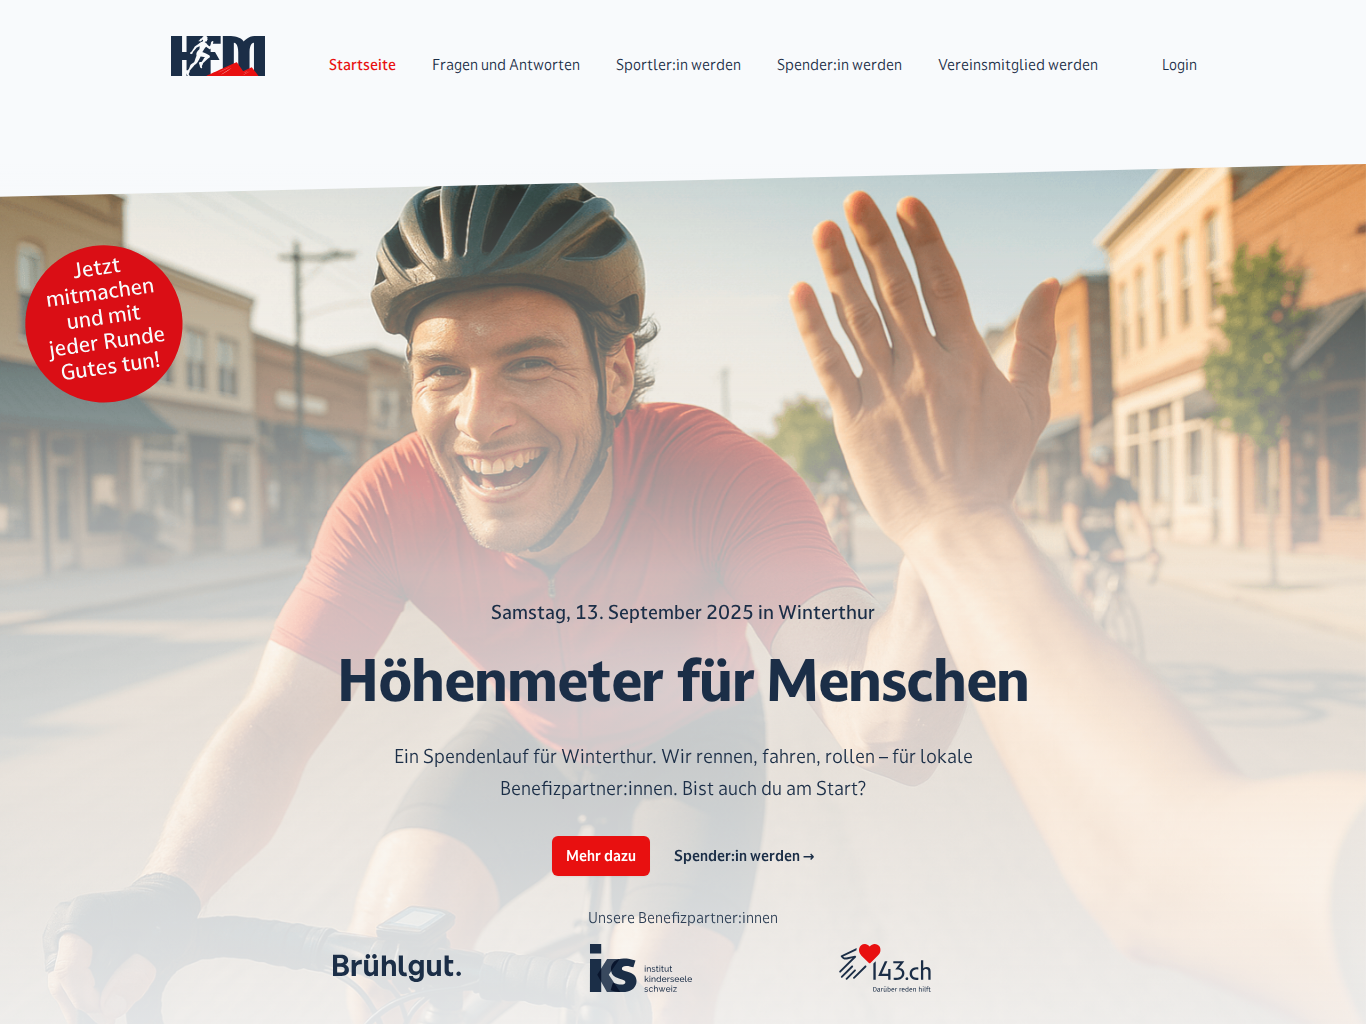 HFM
Startseite
Fragen und Antworten
Sportler:in werden
Spender:in werden
Vereinsmitglied werden
Login
Jetzt
mitmachen
und mit
jeder Runde
Gutes tun!
Samstag, 13. September 2025 in Winterthur
Höhenmeter für Menschen
Ein Spendenlauf für Winterthur. Wir rennen, fahren, rollen – für lokale
Benefizpartner:innen. Bist auch du am Start?
Mehr dazu
Spender:in werden →
Unsere Benefizpartner:innen
Brühlgut.
iks
institut
kinderseele
schweiz
143.ch
Darüber reden hilft